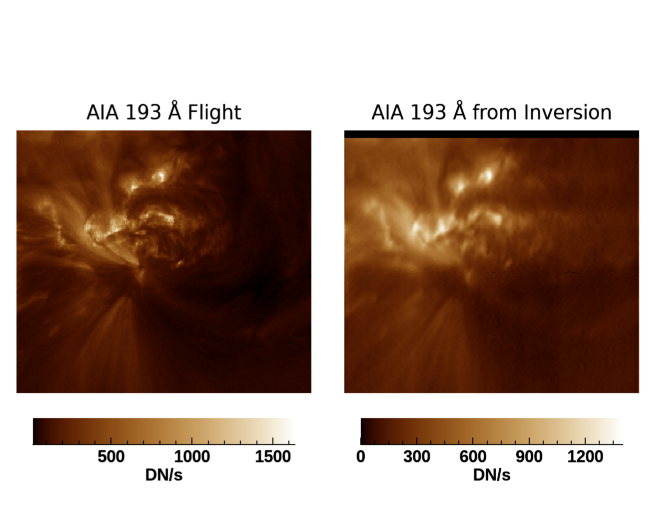 AIA 193 Å Flight
AIA 193 Å from Inversion
500 1000 1500
DN/s
0 300 600 900 1200
DN/s